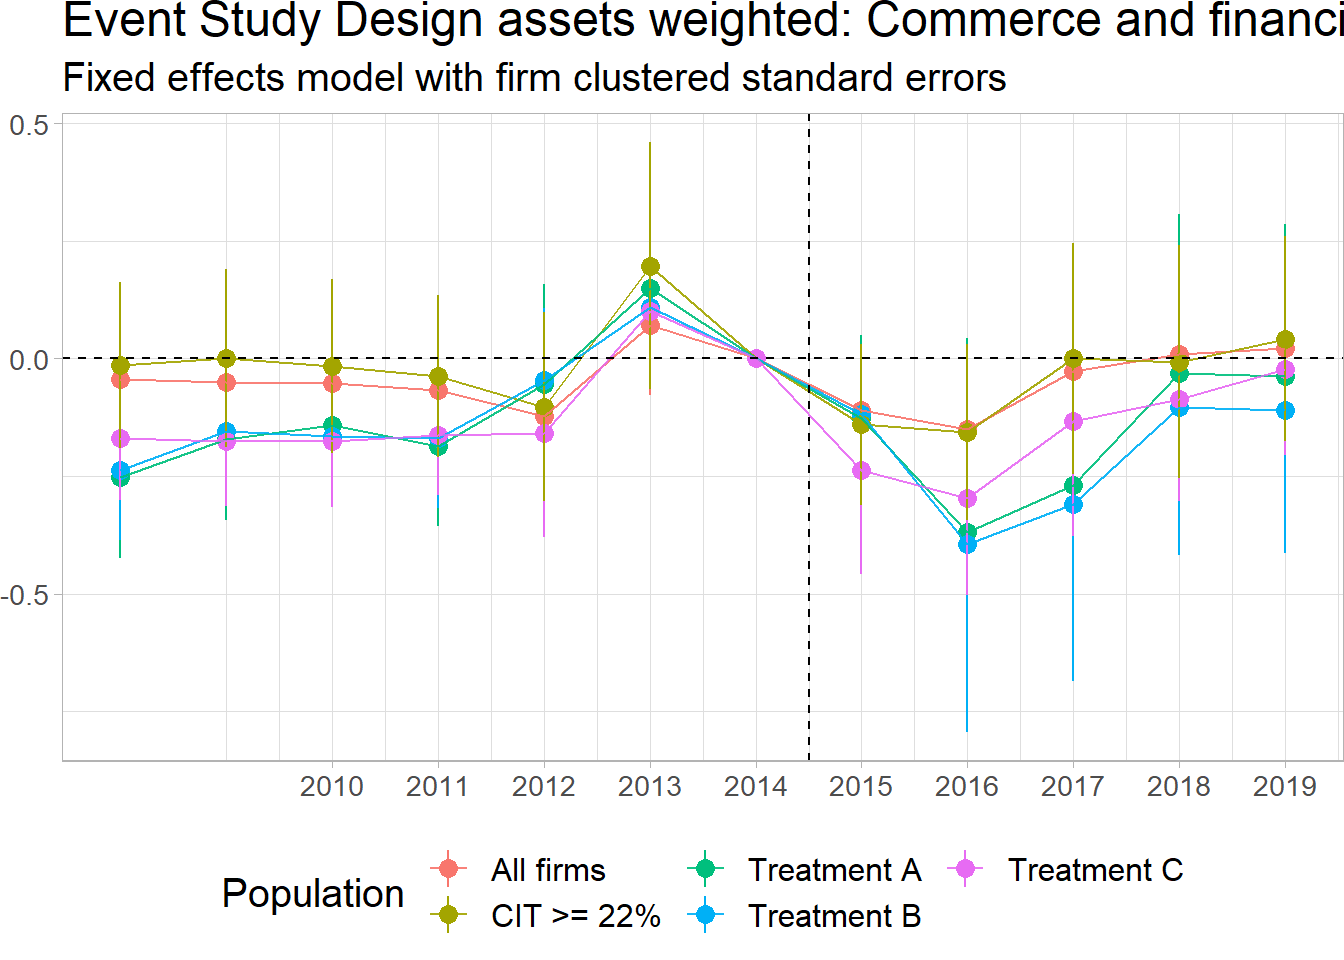 Event Study Design assets weighted: Commerce and financi
Fixed effects model with firm clustered standard errors
0.5
0.0
-0.5
2010 2011 2012 2013 2014 2015 2016 2017 2018 2019
Population
All firms Treatment A Treatment C
CIT >= 22% Treatment B